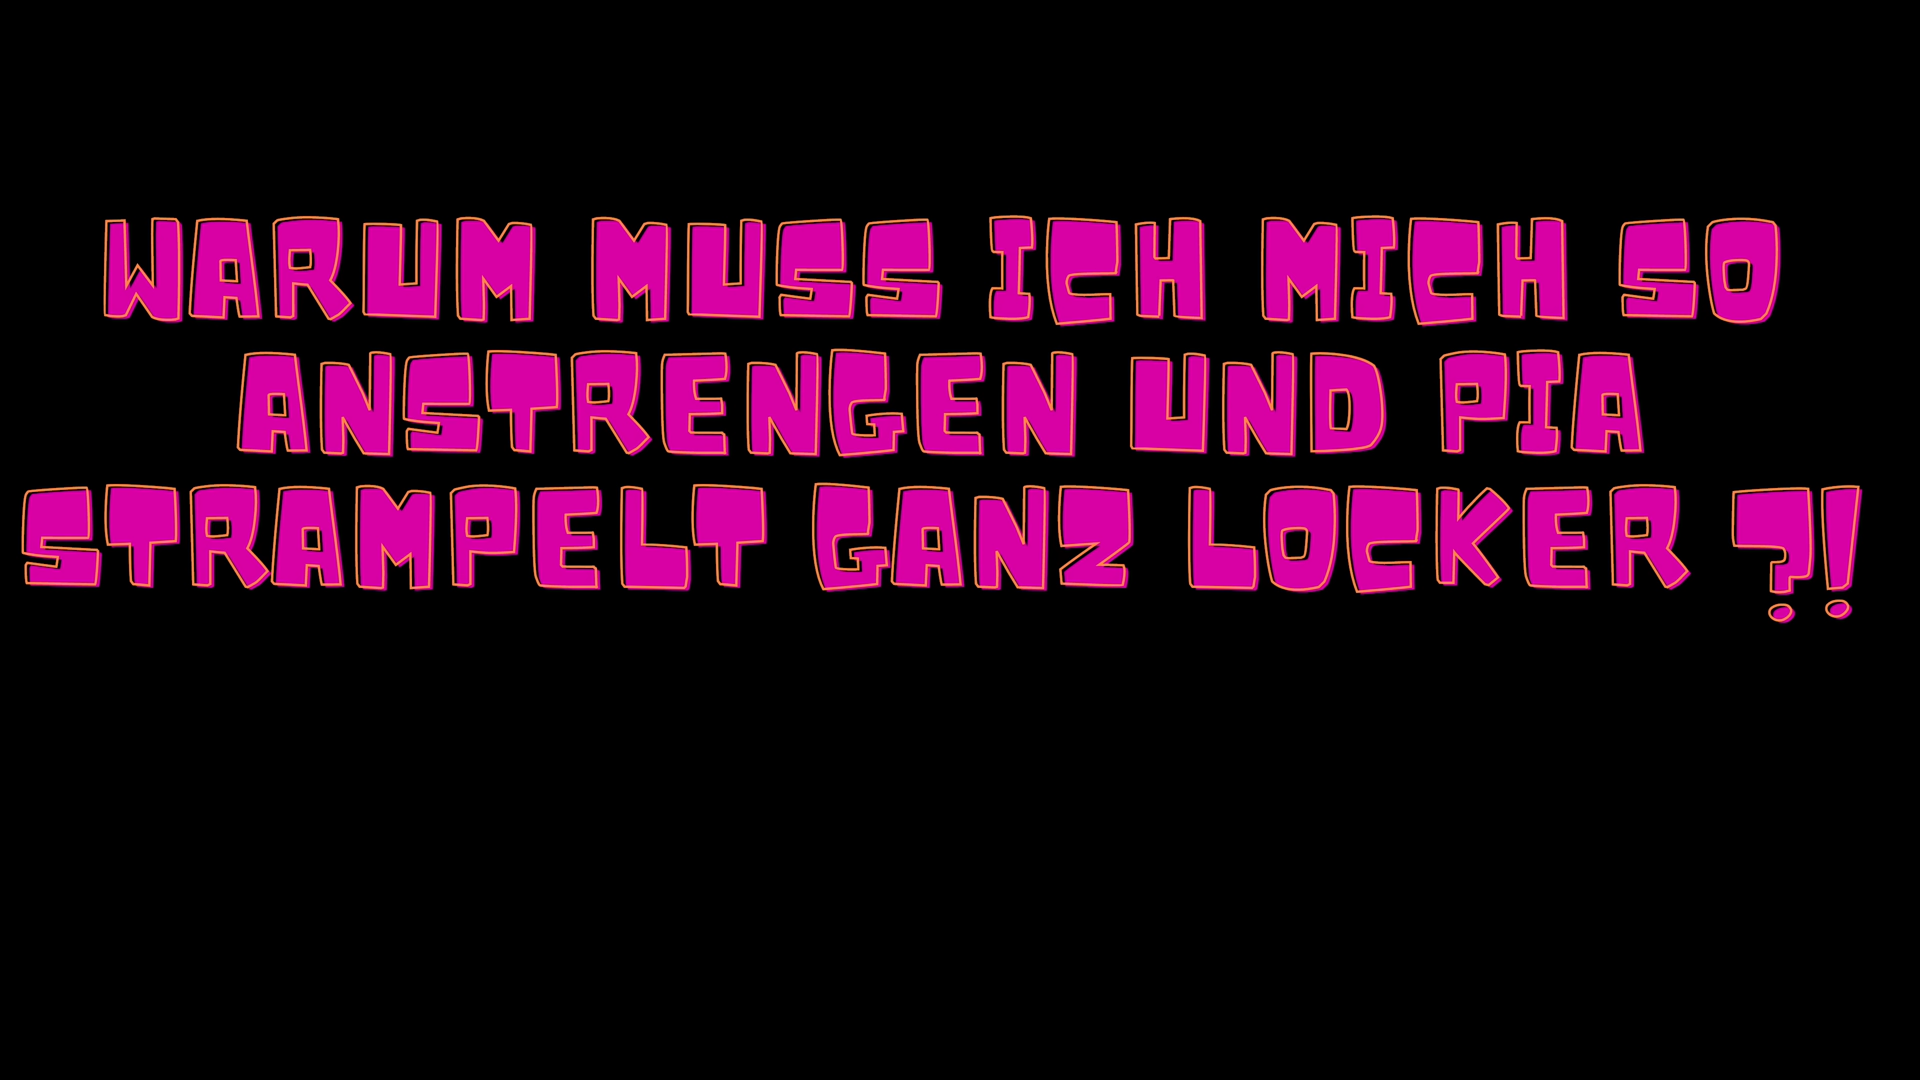 WARUM MUSS ICH MICH SO
ANSTRENGEN UND PIA
STRAMPELT GANZ LOCKER ?!